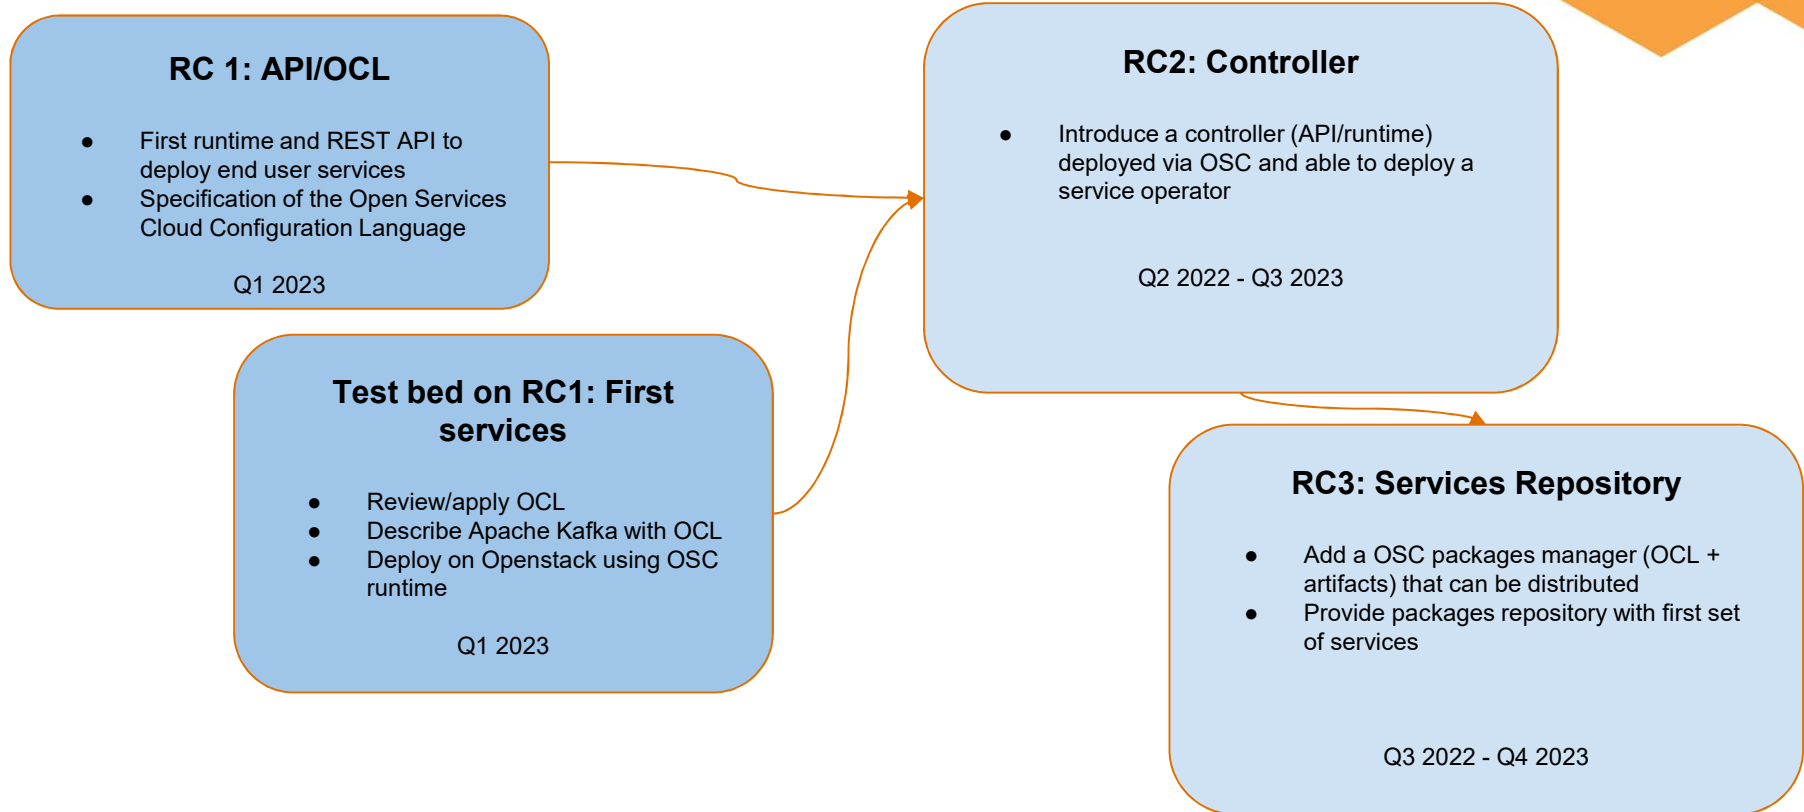 RC 1: API/OCL
● First runtime and REST API to
deploy end user services
● Specification of the Open Services
Cloud Configuration Language
Q1 2023
Test bed on RC1: First
services
● Review/apply OCL
● Describe Apache Kafka with OCL
● Deploy on Openstack using OSC
runtime
Q1 2023
RC2: Controller
● Introduce a controller (API/runtime)
deployed via OSC and able to deploy a
service operator
Q2 2022 - Q3 2023
RC3: Services Repository
● Add a OSC packages manager (OCL +
artifacts) that can be distributed
● Provide packages repository with first set
of services
Q3 2022 - Q4 2023